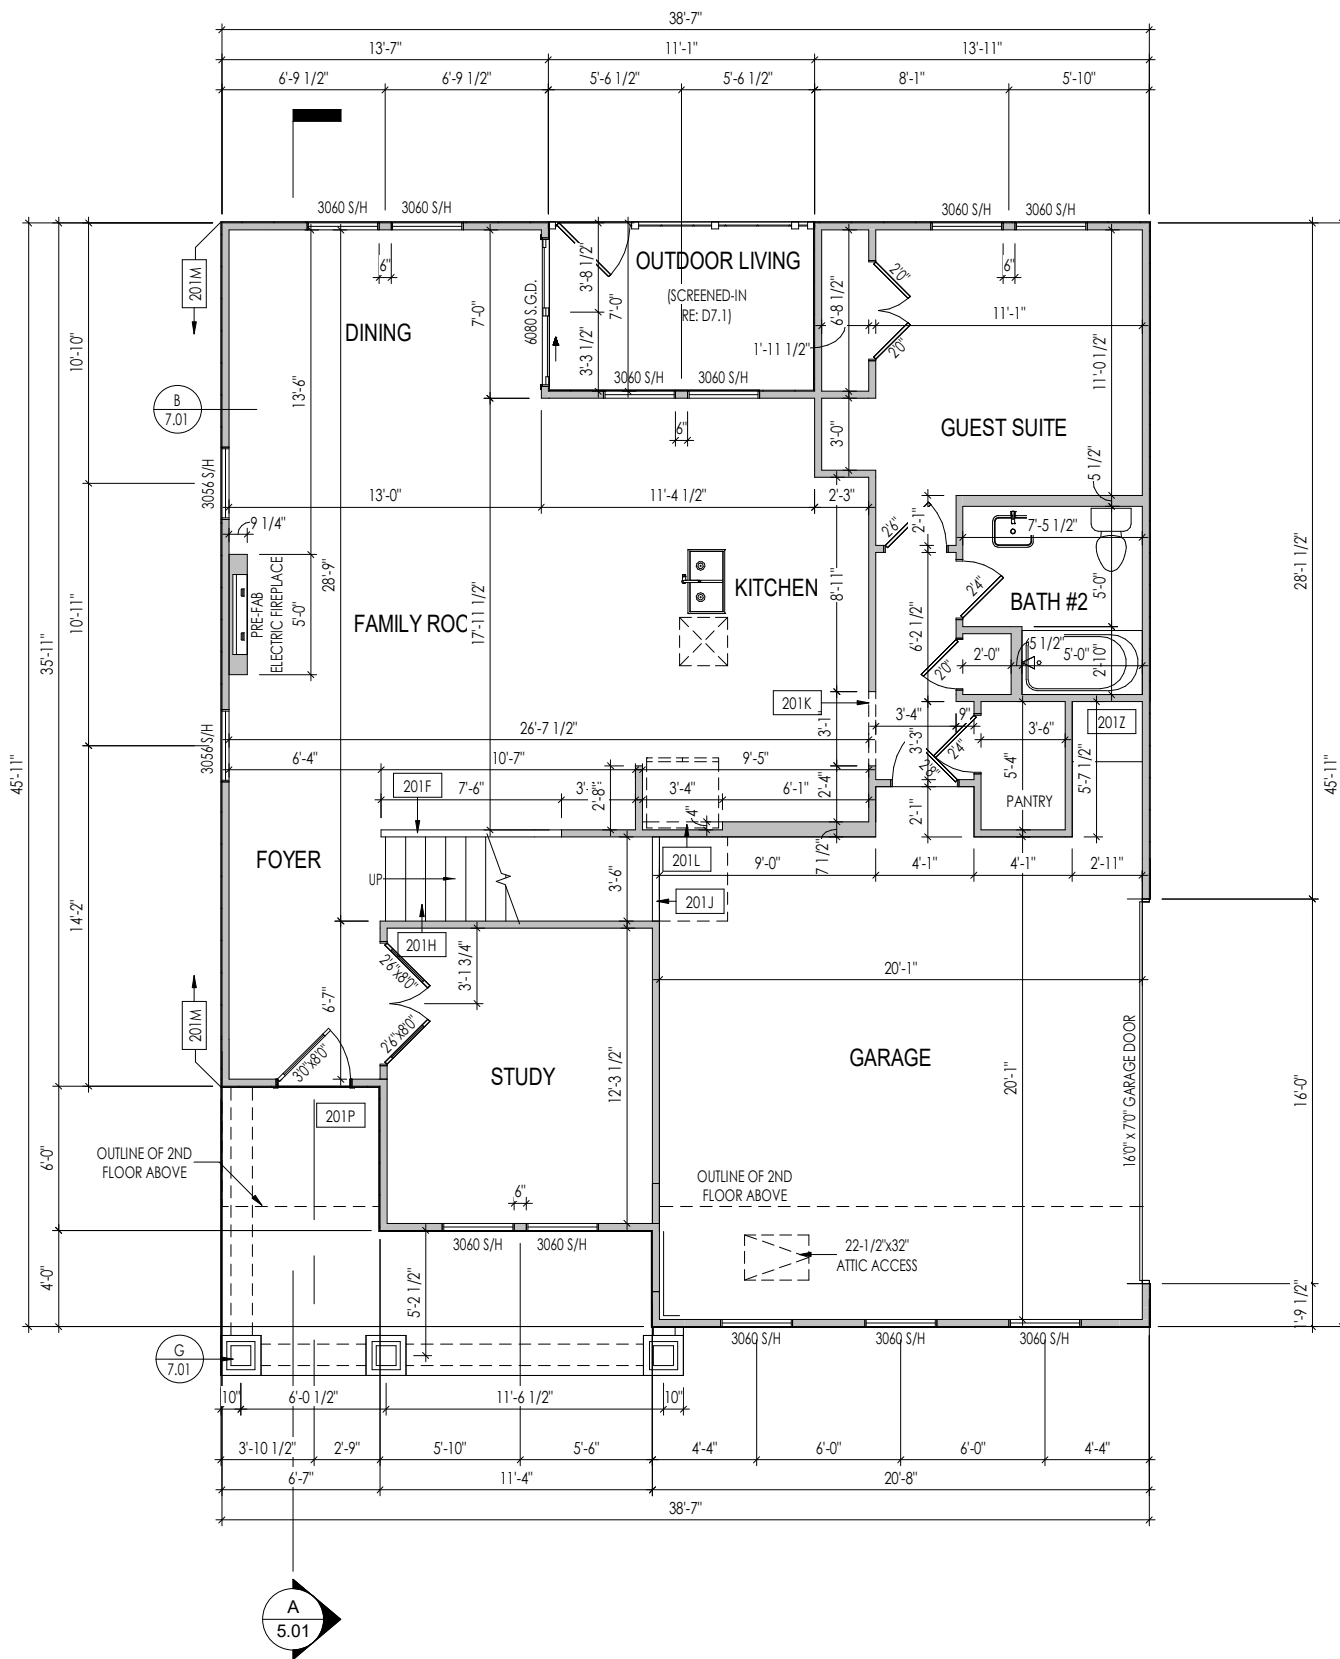 38'-7"
13'-7" 11'-1" 13'-11"
6'-9 1/2" 6'-9 1/2" 5'-6 1/2" 5'-6 1/2" 8'-1" 5'-10"
3060 S/H 3060 S/H 3060 S/H 3060 S/H
201M
6"
7'-0"
6080 S.G.D.
3'-8 1/2"
3'-3 1/2"
7'-0"
OUTDOOR LIVING
(SCREENED-IN
RE: D7.1)
6'-8 1/2"
2'0"
2'0"
6"
11'-1"
1'-11 1/2"
11'-0 1/2"
DINING
10'-10"
13'-6"
3060 S/H 3060 S/H
B
7.01
6"
3'-0"
GUEST SUITE
5 1/2"
3056 S/H
13'-0" 11'-4 1/2" 2'-3"
9 1/4"
2'6"
2'-1"
7'-5 1/2"
28'-1 1/2"
PRE-FAB
ELECTRIC FIREPLACE
5'-0"
28'-9"
17'-11 1/2"
KITCHEN
8'-11"
2'4"
5'-0"
BATH #2
FAMILY ROO
10'-11"
35'-11"
6'-2 1/2"
5 1/2"
2'0"
2'-0"
5'-0"
2'-10"
201K
3056 S/H
26'-7 1/2"
3'-1"
3'-4" 9"
3'-3"
2'4"
2'8"
3'-6"
201Z
5'-4"
5'-7 1/2"
PANTRY
45'-11"
45'-11"
6'-4" 10'-7" 9'-5"
201F
7'-6" 3'-
2'-8"
3'-4"
4"
6'-1"
2'-4"
2'-1"
7 1/2"
FOYER
UP
3'-6"
201L
201J
9'-0" 4'-1" 4'-1" 2'-11"
14'-2"
201H
2'6"x8'0"
3'-1 3/4"
2'6"x8'0"
20'-1"
201M
6'-7"
3'0"x8'0"
STUDY
12'-3 1/2"
GARAGE
20'-1"
16'0" x 7'0" GARAGE DOOR
16'-0"
201P
OUTLINE OF 2ND
FLOOR ABOVE
6'-0"
OUTLINE OF 2ND
FLOOR ABOVE
6"
3060 S/H 3060 S/H
22-1/2"x32"
ATTIC ACCESS
4'-0"
5'-2 1/2"
1'-9 1/2"
3060 S/H 3060 S/H 3060 S/H
G
7.01
10" 6'-0 1/2" 11'-6 1/2" 10"
3'-10 1/2" 2'-9" 5'-10" 5'-6" 4'-4" 6'-0" 6'-0" 4'-4"
6'-7" 11'-4" 20'-8"
38'-7"
A
5.01